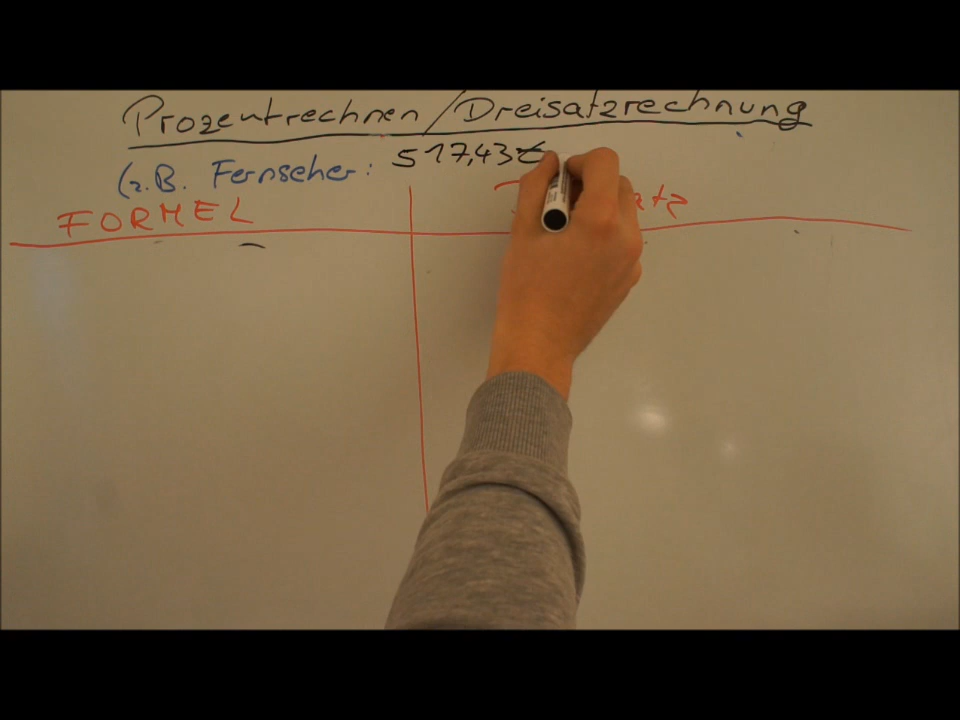 Prozentrechnen/Dreisatzrechnung
(z.B. Fernseher: 517,43€
FORMEL